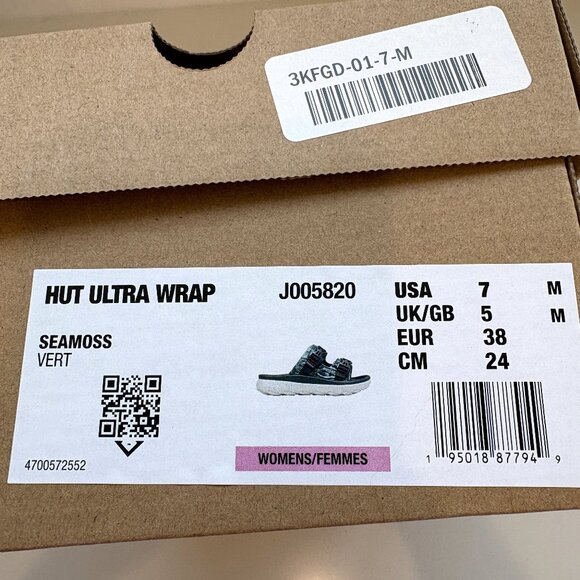 3KFGD-01-7-M
HUT ULTRA WRAP J005820
SEAMOSS
VERT
4700572552
WOMENS/FEMMES
USA 7 M
UK/GB 5 M
EUR 38
CM 24
1 95018 87794 9